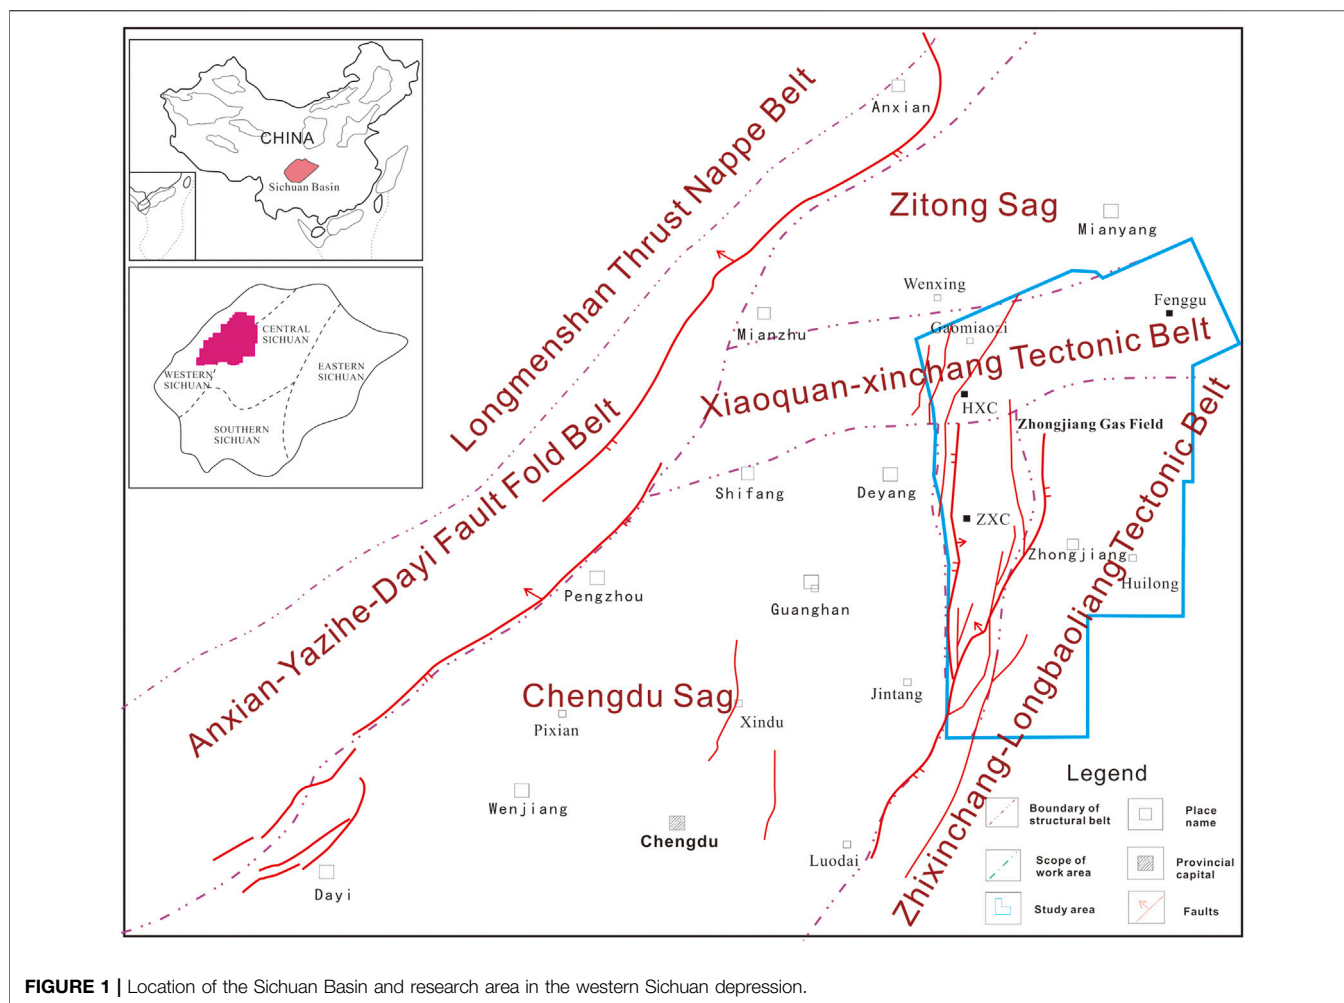 CHINA
Sichuan Basin
CENTRAL
SICHUAN
EASTERN
SICHUAN
WESTERN
SICHUAN
SOUTHERN
SICHUAN
Longmenshan Thrust Nappe Belt
Anxian-Yazihe-Dayi Fault Fold Belt
Anxian
Zitong Sag
Mianyang
Wenxing
Fenggu
Mianzhu
Gaomiaozi
Xiaoquan-xinchang Tectonic Belt
HXC
Zhongjiang Gas Field
Shifang
Deyang
ZXC
Zhongjiang
Huilong
Pengzhou
Guanghan
Zhixinchang-Longbaoliang Tectonic Belt
Chengdu Sag
Jintang
Pixian
Xindu
Wenjiang
Chengdu
Luodai
Dayi
Legend
Boundary of
structural belt
Place
name
Scope of
work area
Provincial
capital
Study area
Faults
FIGURE 1 | Location of the Sichuan Basin and research area in the western Sichuan depression.